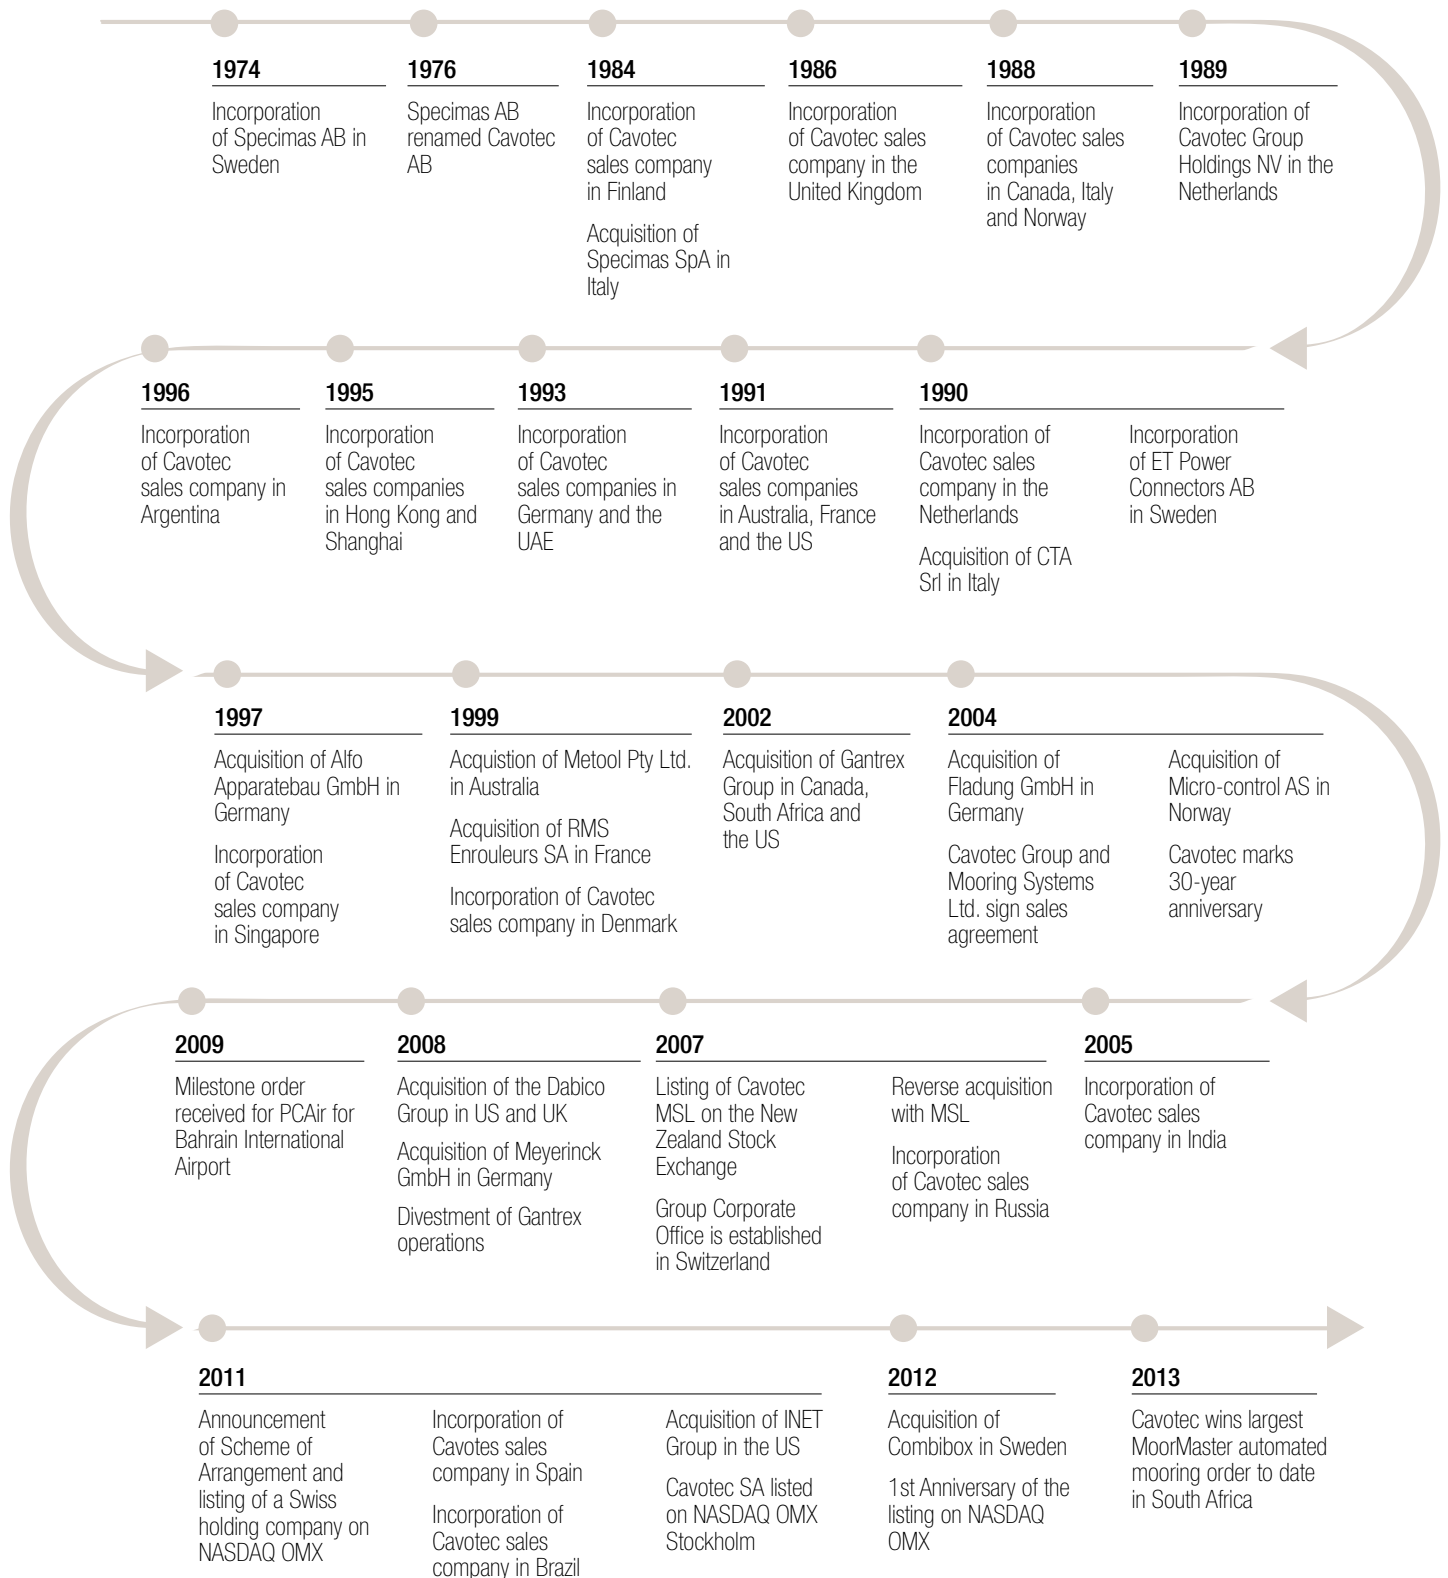 1974
Incorporation
of Specimas AB in
Sweden
1976
Specimas AB
renamed Cavotec
AB
1984
Incorporation
of Cavotec
sales company
in Finland
Acquisition of
Specimas SpA in
Italy
1986
Incorporation
of Cavotec sales
company in the
United Kingdom
1988
Incorporation
of Cavotec sales
companies
in Canada, Italy
and Norway
1989
Incorporation of
Cavotec Group
Holdings NV in the
Netherlands
1990
Incorporation of
Cavotec sales
company in the
Netherlands
Acquisition of CTA
Srl in Italy
Incorporation
of ET Power
Connectors AB
in Sweden
1991
Incorporation
of Cavotec
sales companies
in Australia, France
and the US
1993
Incorporation
of Cavotec
sales companies in
Germany and the
UAE
1995
Incorporation
of Cavotec
sales companies
in Hong Kong and
Shanghai
1996
Incorporation
of Cavotec
sales company in
Argentina
1997
Acquisition of Alfo
Apparatebau GmbH in
Germany
Incorporation
of Cavotec
sales company
in Singapore
1999
Acquistion of Metool Pty Ltd.
in Australia
Acquisition of RMS
Enrouleurs SA in France
Incorporation of Cavotec
sales company in Denmark
2002
Acquisition of Gantrex
Group in Canada,
South Africa and
the US
2004
Acquisition of
Fladung GmbH in
Germany
Cavotec Group and
Mooring Systems
Ltd. sign sales
agreement
Acquisition of
Micro-control AS in
Norway
Cavotec marks
30-year
anniversary
2005
Incorporation of
Cavotec sales
company in India
2007
Listing of Cavotec
MSL on the New
Zealand Stock
Exchange
Group Corporate
Office is established
in Switzerland
Reverse acquisition
with MSL
Incorporation
of Cavotec sales
company in Russia
2008
Acquisition of the Dabico
Group in US and UK
Acquisition of Meyerinck
GmbH in Germany
Divestment of Gantrex
operations
2009
Milestone order
received for PCAir for
Bahrain International
Airport
2011
Announcement
of Scheme of
Arrangement and
listing of a Swiss
holding company on
NASDAQ OMX
Incorporation of
Cavotes sales
company in Spain
Incorporation of
Cavotec sales
company in Brazil
Acquisition of INET
Group in the US
Cavotec SA listed
on NASDAQ OMX
Stockholm
2012
Acquisition of
Combibox in Sweden
1st Anniversary of the
listing on NASDAQ
OMX
2013
Cavotec wins largest
MoorMaster automated
mooring order to date
in South Africa